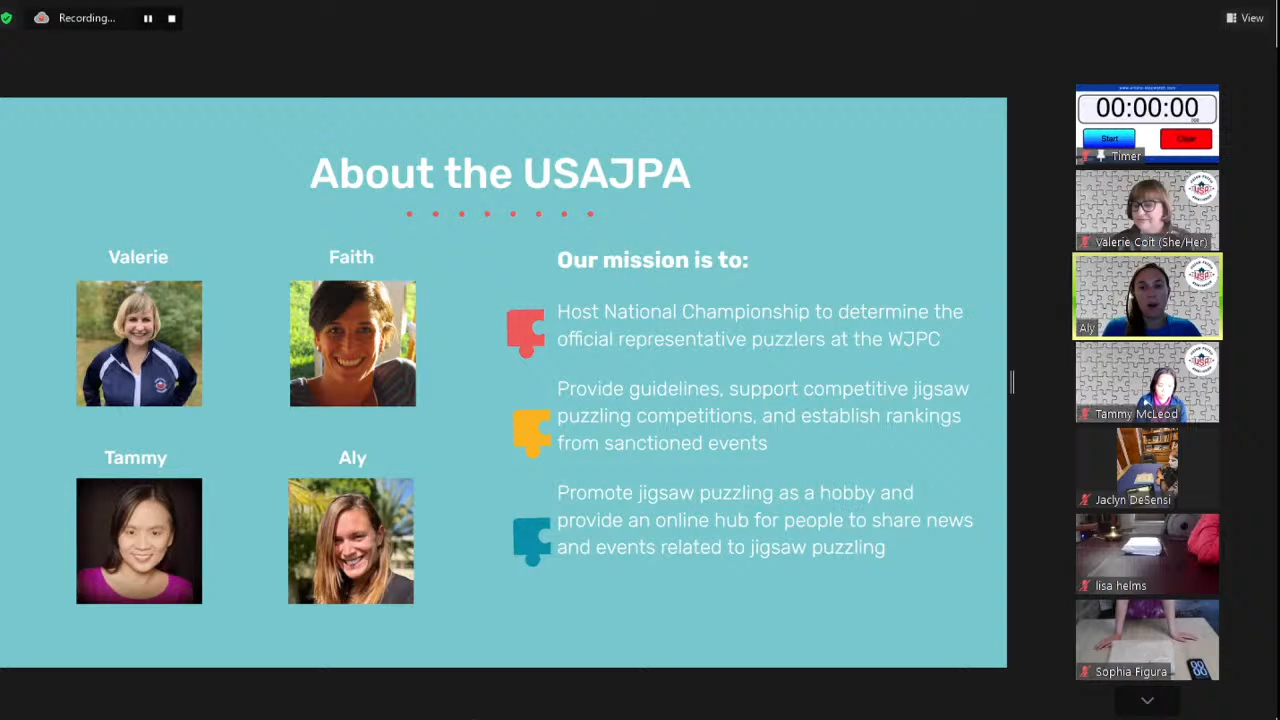 Recording...
View
About the USAJPA
Valerie
Faith
Tammy
Aly
Our mission is to:
Host National Championship to determine the
official representative puzzlers at the WJPC
Provide guidelines, support competitive jigsaw
puzzling competitions, and establish rankings
from sanctioned events
Promote jigsaw puzzling as a hobby and
provide an online hub for people to share news
and events related to jigsaw puzzling
00:00:00
Start
Clear
Timer
USA
Valerie Coit (She/Her)
USA
Aly
USA
Tammy McLeod
Jaclyn DeSensi
lisa helms
Sophia Figura